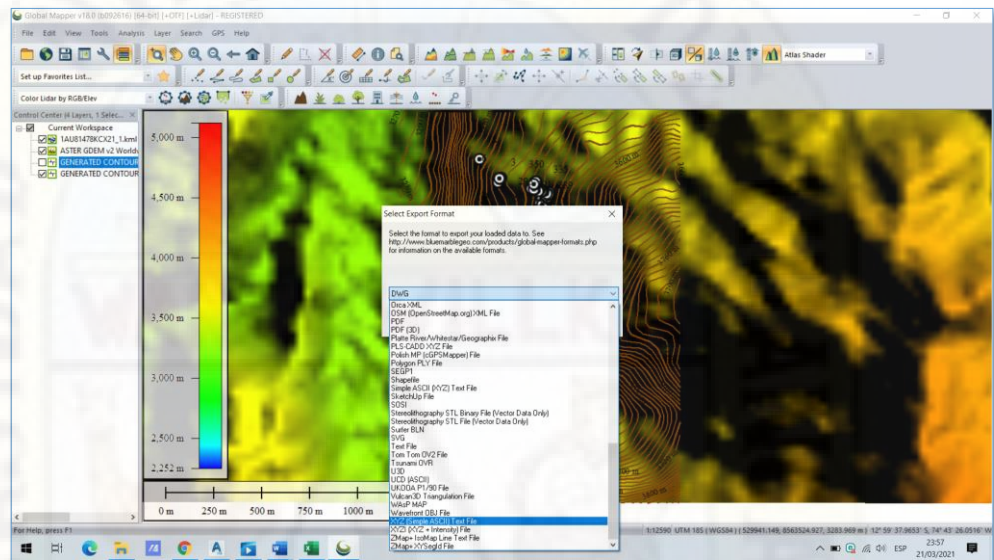 Global Mapper v18.0 (b092616) [64-bit] [+OTF] [+Lidar] - REGISTERED
File Edit View Tools Analysis Layer Search GPS Help
Atlas Shader
Set up Favorites List...
Color Lidar by RGB/Elev
Control Center (4 Layers, 1 Selec...
Current Workspace
1AU8147BKCX21_1.kml
ASTER GDEM v2 Worldw
GENERATED CONTOUR
GENERATED CONTOUR
5,000 m
4,500 m
4,000 m
3,500 m
3,000 m
2,500 m
2,252 m
0 m 250 m 500 m 750 m 1000 m
Select Export Format
Select the format to export your loaded data to. See
http://www.bluemarblegeo.com/products/global-mapper-formats.php
for information on the available formats.
DWG
Orca XML
OSM (OpenStreetMap.org) XML File
PDF
PDF (3D)
Platte River/Whitestar/Geographix File
PLS-CADD XYZ File
Polish MP (cGPSMapper) File
Polygon PLY File
SEGP1
Shapefile
Simple ASCII (XYZ) Text File
SketchUp File
SOSI
Stereolithography STL Binary File (Vector Data Only)
Stereolithography STL File (Vector Data Only)
Surfer BLN
SVG
Text File
Tom Tom OV2 File
Tsunami OVR
U3D
UCD (ASCII)
UKOOA P1/90 File
Vulcan3D Triangulation File
WAsP MAP
Wavefront OBJ File
XYZ (Simple ASCII) Text File
XYZI (XYZ + Intensity) File
ZMap+ IsoMap Line Text File
ZMap+ XYSegId File
For Help, press F1
1:12590 UTM 18S ( WGS84 ) ( 529941.149, 8563524.927, 3283.969 m ) 12° 59' 37.9653" S, 74° 43' 26.0516" W
ESP
23:57
21/03/2021